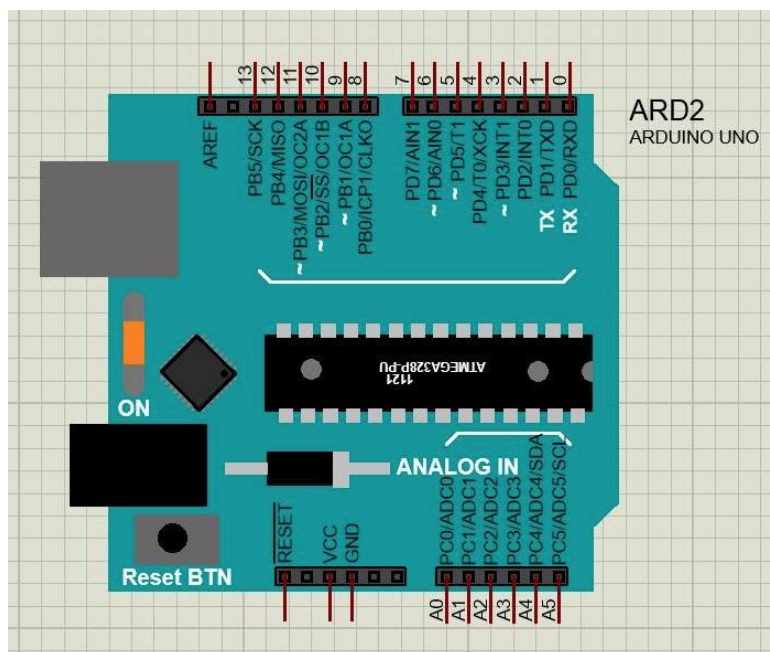 13
12
11
10
9
8
7
6
5
4
3
2
1
0
ARD2
ARDUINO UNO
AREF
PB5/SCK
PB4/MISO
~PB3/MOSI/OC2A
~PB2/SS/OC1B
~PB1/OC1A
PB0/ICP1/CLKO
PD7/AIN1
~PD6/AIN0
~PD5/T1
PD4/T0/XCK
~PD3/INT1
PD2/INT0
PD1/TXD
PD0/RXD
TX
RX
ATMEGA328P-PU
1121
ON
ANALOG IN
RESET
VCC
GND
PC0/ADC0
PC1/ADC1
PC2/ADC2
PC3/ADC3
PC4/ADC4/SDA
PC5/ADC5/SCL
Reset BTN
A0
A1
A2
A3
A4
A5